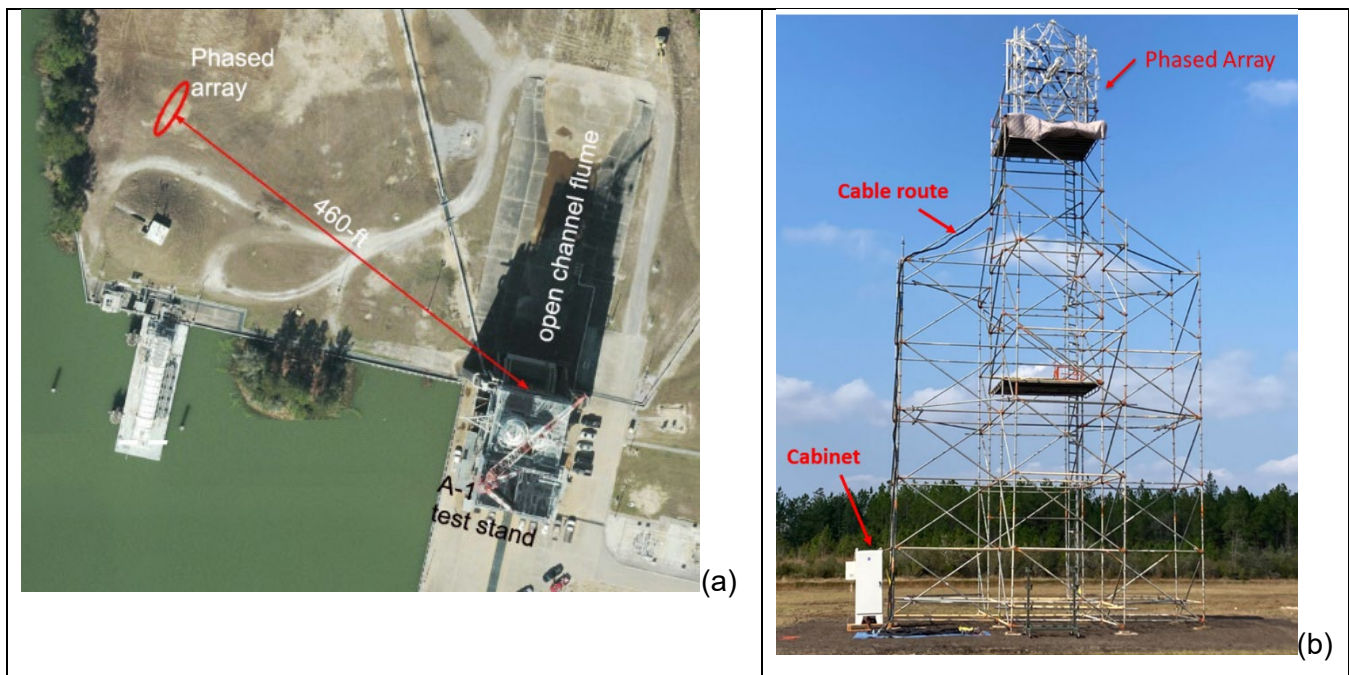 Phased
array
460-ft
open channel flume
A-1
test stand
(a)
Phased Array
Cable route
Cabinet
(b)